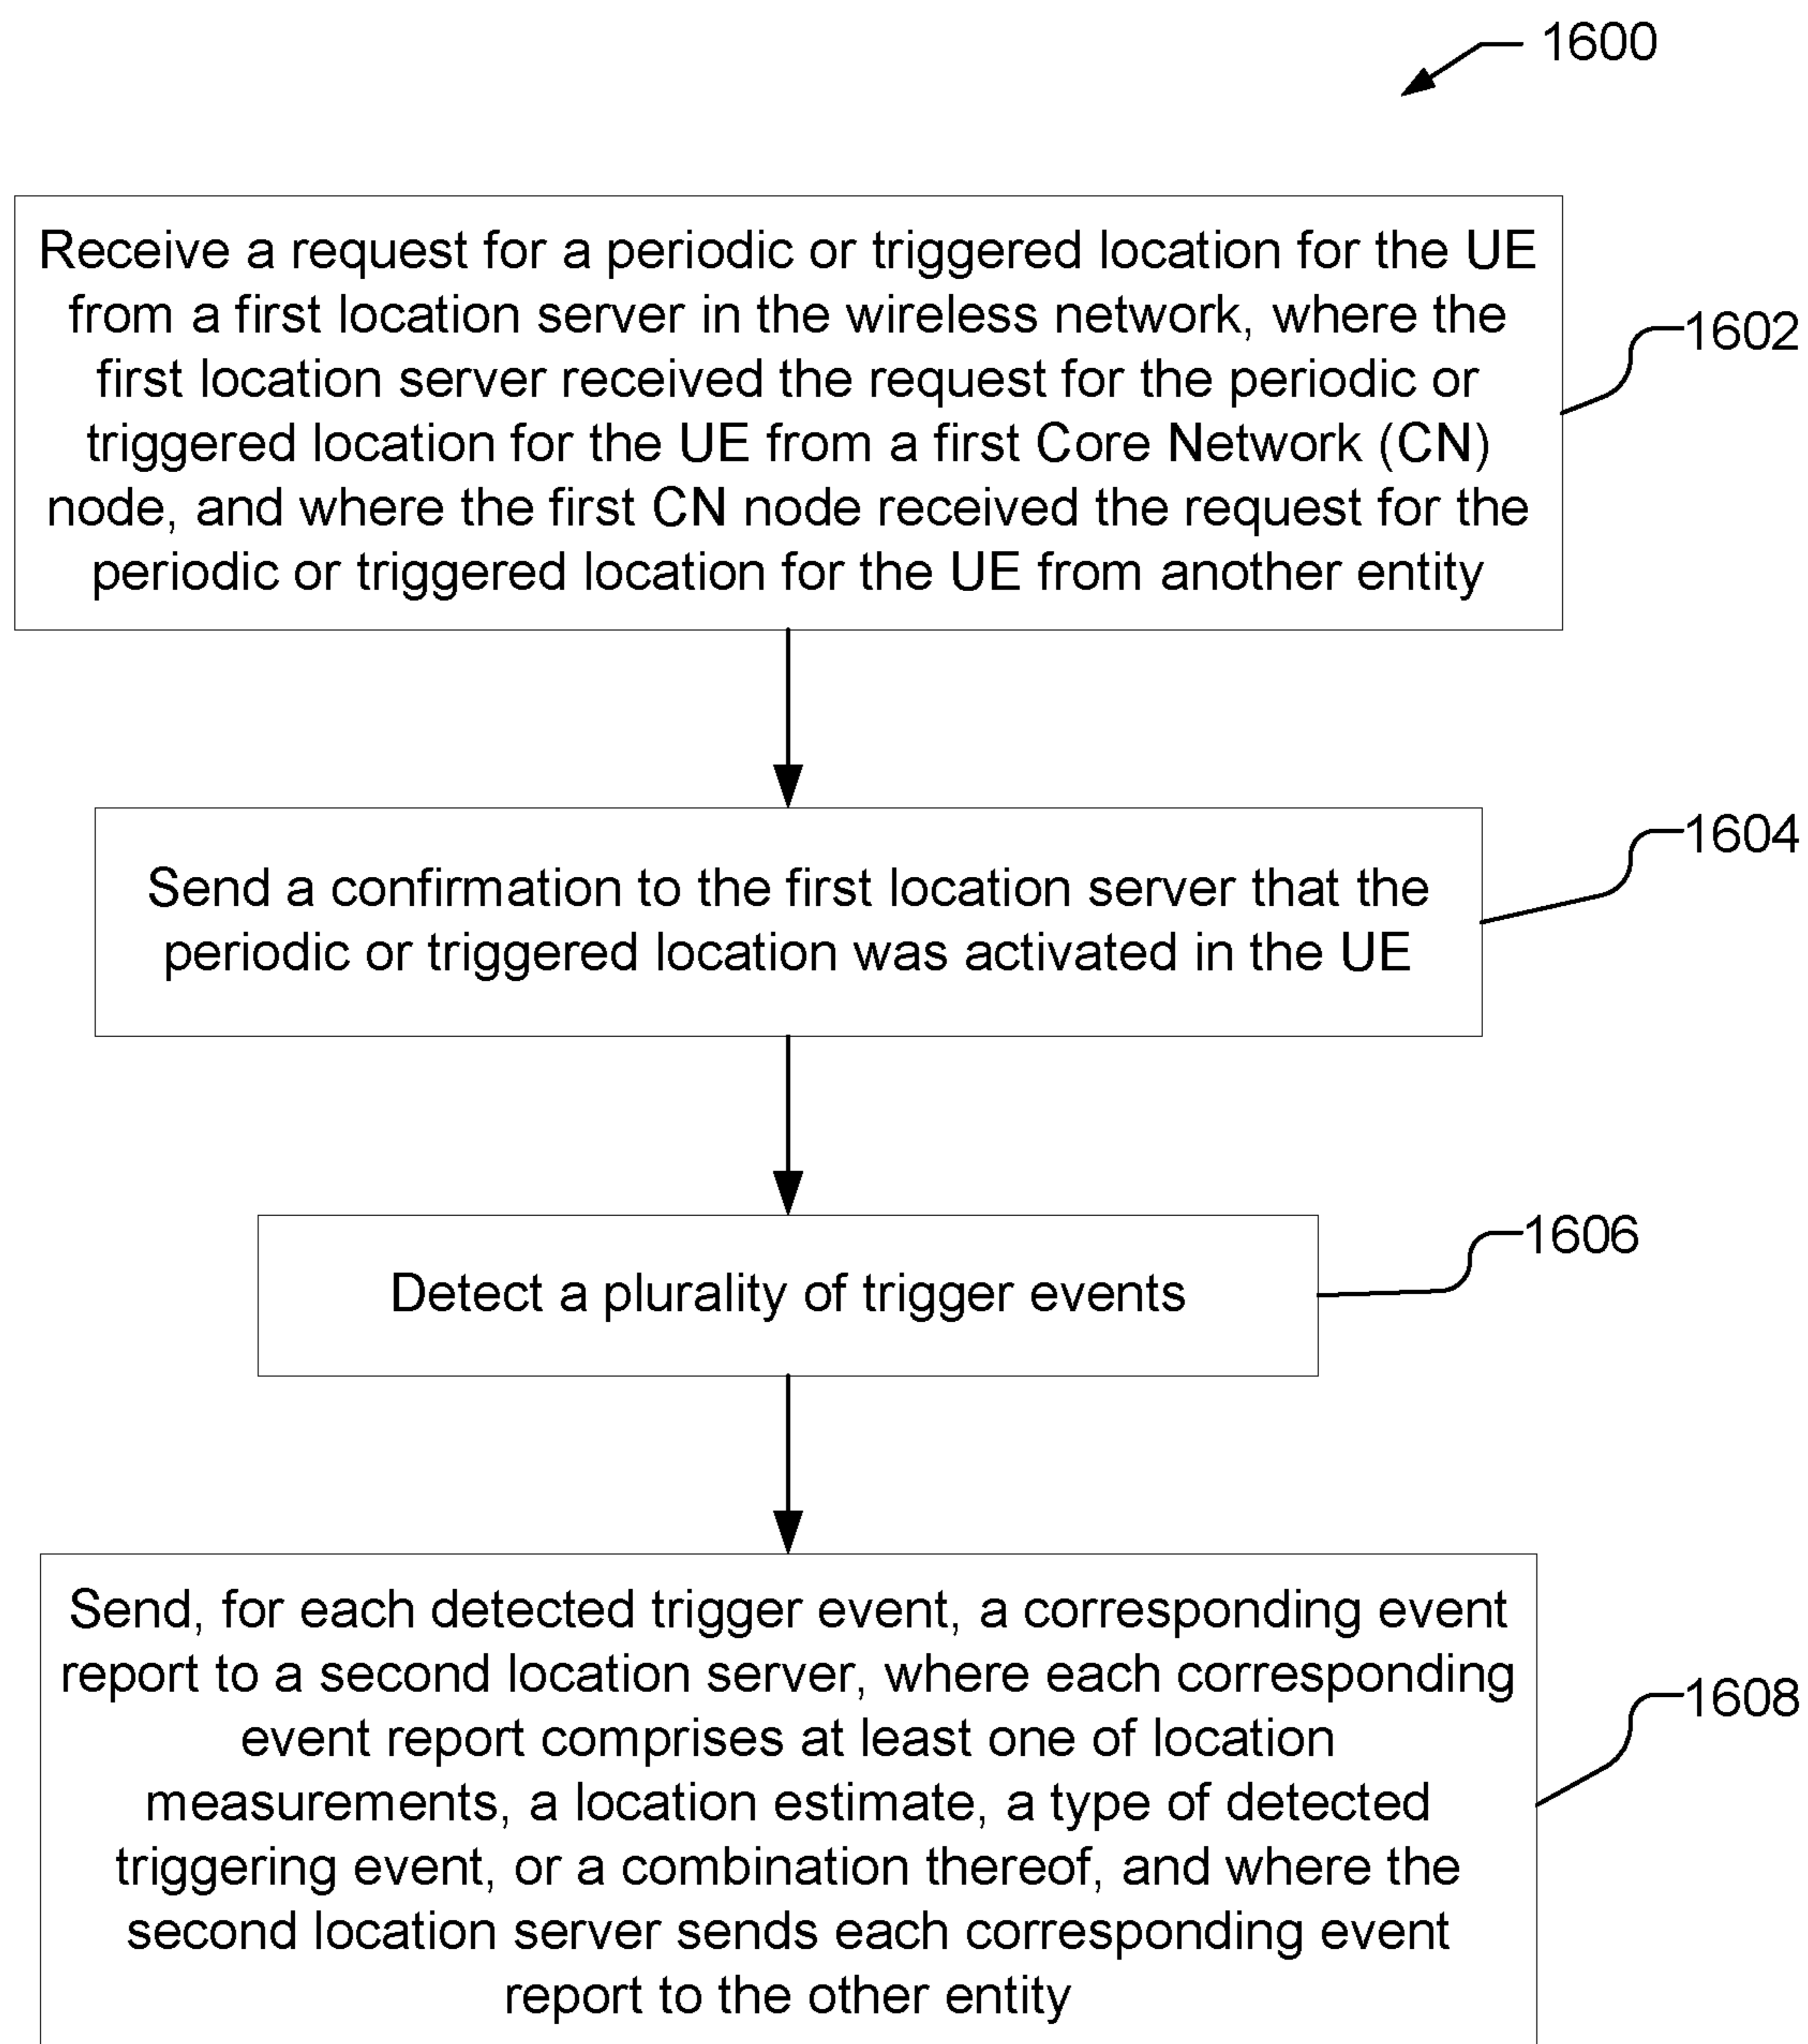 1600
Receive a request for a periodic or triggered location for the UE
from a first location server in the wireless network, where the
first location server received the request for the periodic or
triggered location for the UE from a first Core Network (CN)
node, and where the first CN node received the request for the
periodic or triggered location for the UE from another entity
1602
Send a confirmation to the first location server that the
periodic or triggered location was activated in the UE
1604
Detect a plurality of trigger events
1606
Send, for each detected trigger event, a corresponding event
report to a second location server, where each corresponding
event report comprises at least one of location
measurements, a location estimate, a type of detected
triggering event, or a combination thereof, and where the
second location server sends each corresponding event
report to the other entity
1608